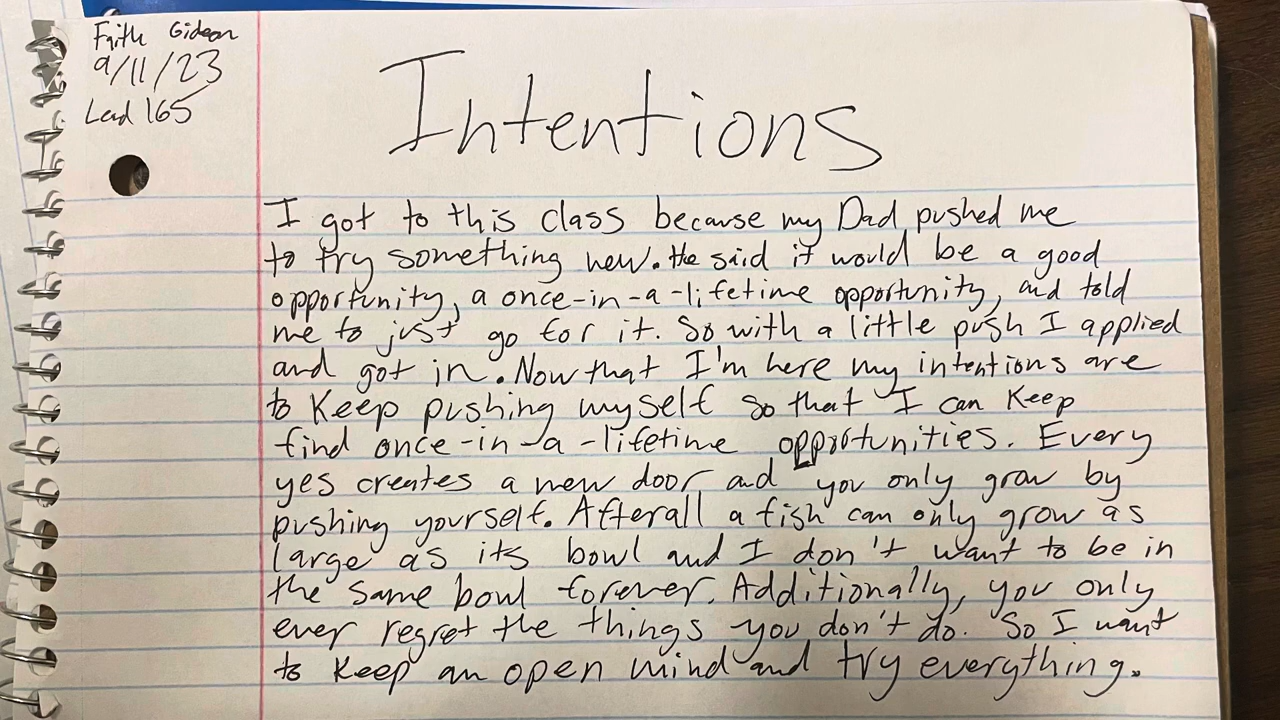 Faith Gideon
9/11/23
Lead 165
Intentions
I got to this class because my Dad pushed me
to try something new. He said it would be a good
opportunity, a once-in-a-lifetime opportunity, and told
me to just go for it. So with a little push I applied
and got in. Now that I'm here my intentions are
to keep pushing myself so that I can keep
find once-in-a-lifetime opportunities. Every
yes creates a new door and you only grow by
pushing yourself. Afterall a fish can only grow as
large as its bowl and I don't want to be in
the same bowl forever. Additionally, you only
ever regret the things you don't do. So I want
to keep an open mind and try everything.